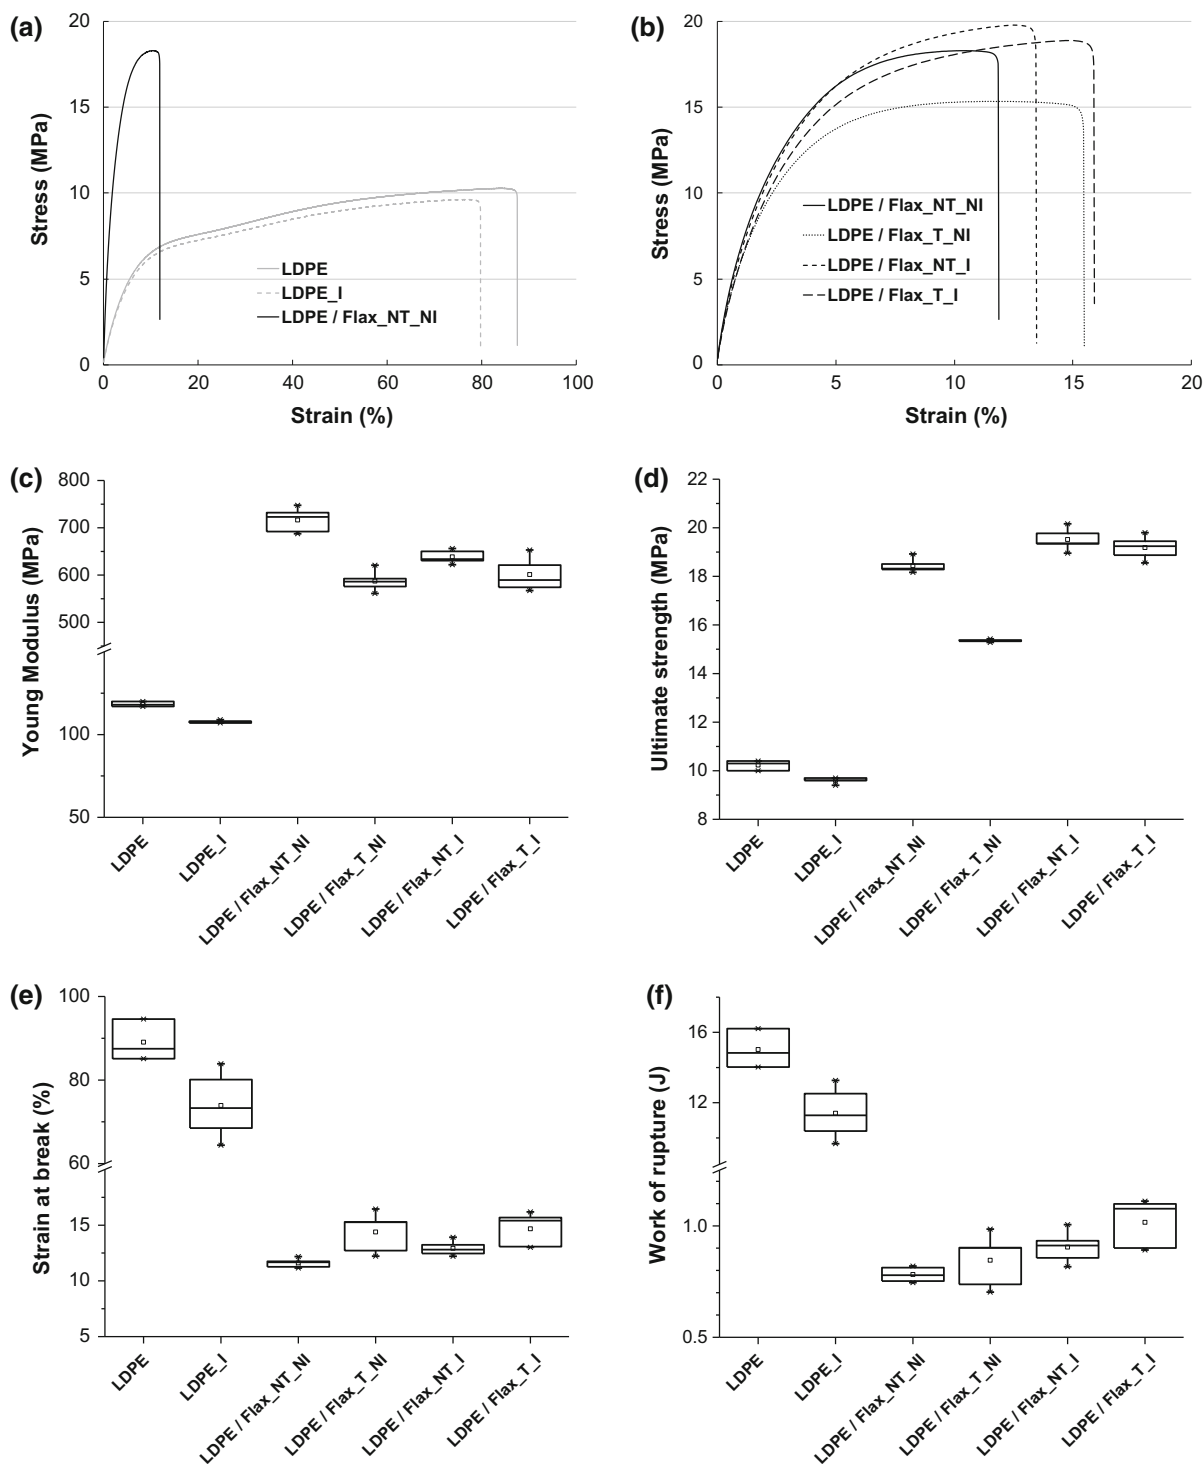 (a)
20
15
10
5
0
Stress (MPa)
LDPE
LDPE_I
LDPE / Flax_NT_NI
0 20 40 60 80 100
Strain (%)
(b)
20
15
10
5
0
Stress (MPa)
LDPE / Flax_NT_NI
LDPE / Flax_T_NI
LDPE / Flax_NT_I
LDPE / Flax_T_I
0 5 10 15 20
Strain (%)
(c)
800
700
600
500
100
50
Young Modulus (MPa)
LDPE
LDPE_I
LDPE / Flax_NT_NI
LDPE / Flax_T_NI
LDPE / Flax_NT_I
LDPE / Flax_T_I
(d)
22
20
18
16
14
12
10
8
Ultimate strength (MPa)
LDPE
LDPE_I
LDPE / Flax_NT_NI
LDPE / Flax_T_NI
LDPE / Flax_NT_I
LDPE / Flax_T_I
(e)
100
80
60
15
10
5
Strain at break (%)
LDPE
LDPE_I
LDPE / Flax_NT_NI
LDPE / Flax_T_NI
LDPE / Flax_NT_I
LDPE / Flax_T_I
(f)
16
12
1.0
0.5
Work of rupture (J)
LDPE
LDPE_I
LDPE / Flax_NT_NI
LDPE / Flax_T_NI
LDPE / Flax_NT_I
LDPE / Flax_T_I